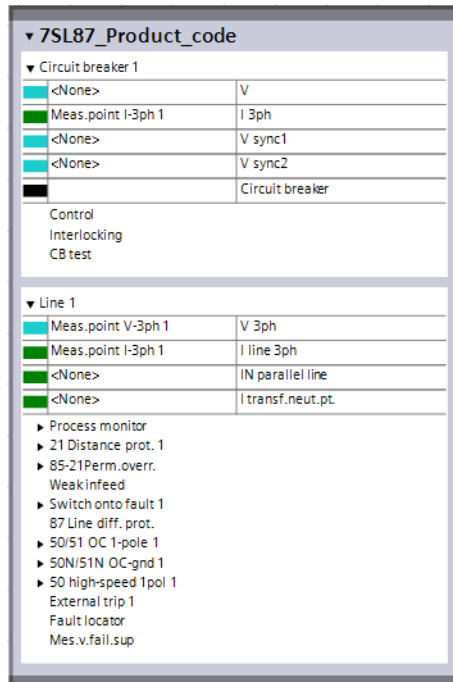 7SL87_Product_code
Circuit breaker 1
<None> V
Meas.point I-3ph 1 I 3ph
<None> V sync1
<None> V sync2
Circuit breaker
Control
Interlocking
CB test
Line 1
Meas.point V-3ph 1 V 3ph
Meas.point I-3ph 1 I line 3ph
<None> IN parallel line
<None> I transf.neut.pt.
Process monitor
21 Distance prot. 1
85-21Perm.overr.
Weak infeed
Switch onto fault 1
87 Line diff. prot.
50/51 OC 1-pole 1
50N/51N OC-gnd 1
50 high-speed 1pol 1
External trip 1
Fault locator
Mes.v.fail.sup